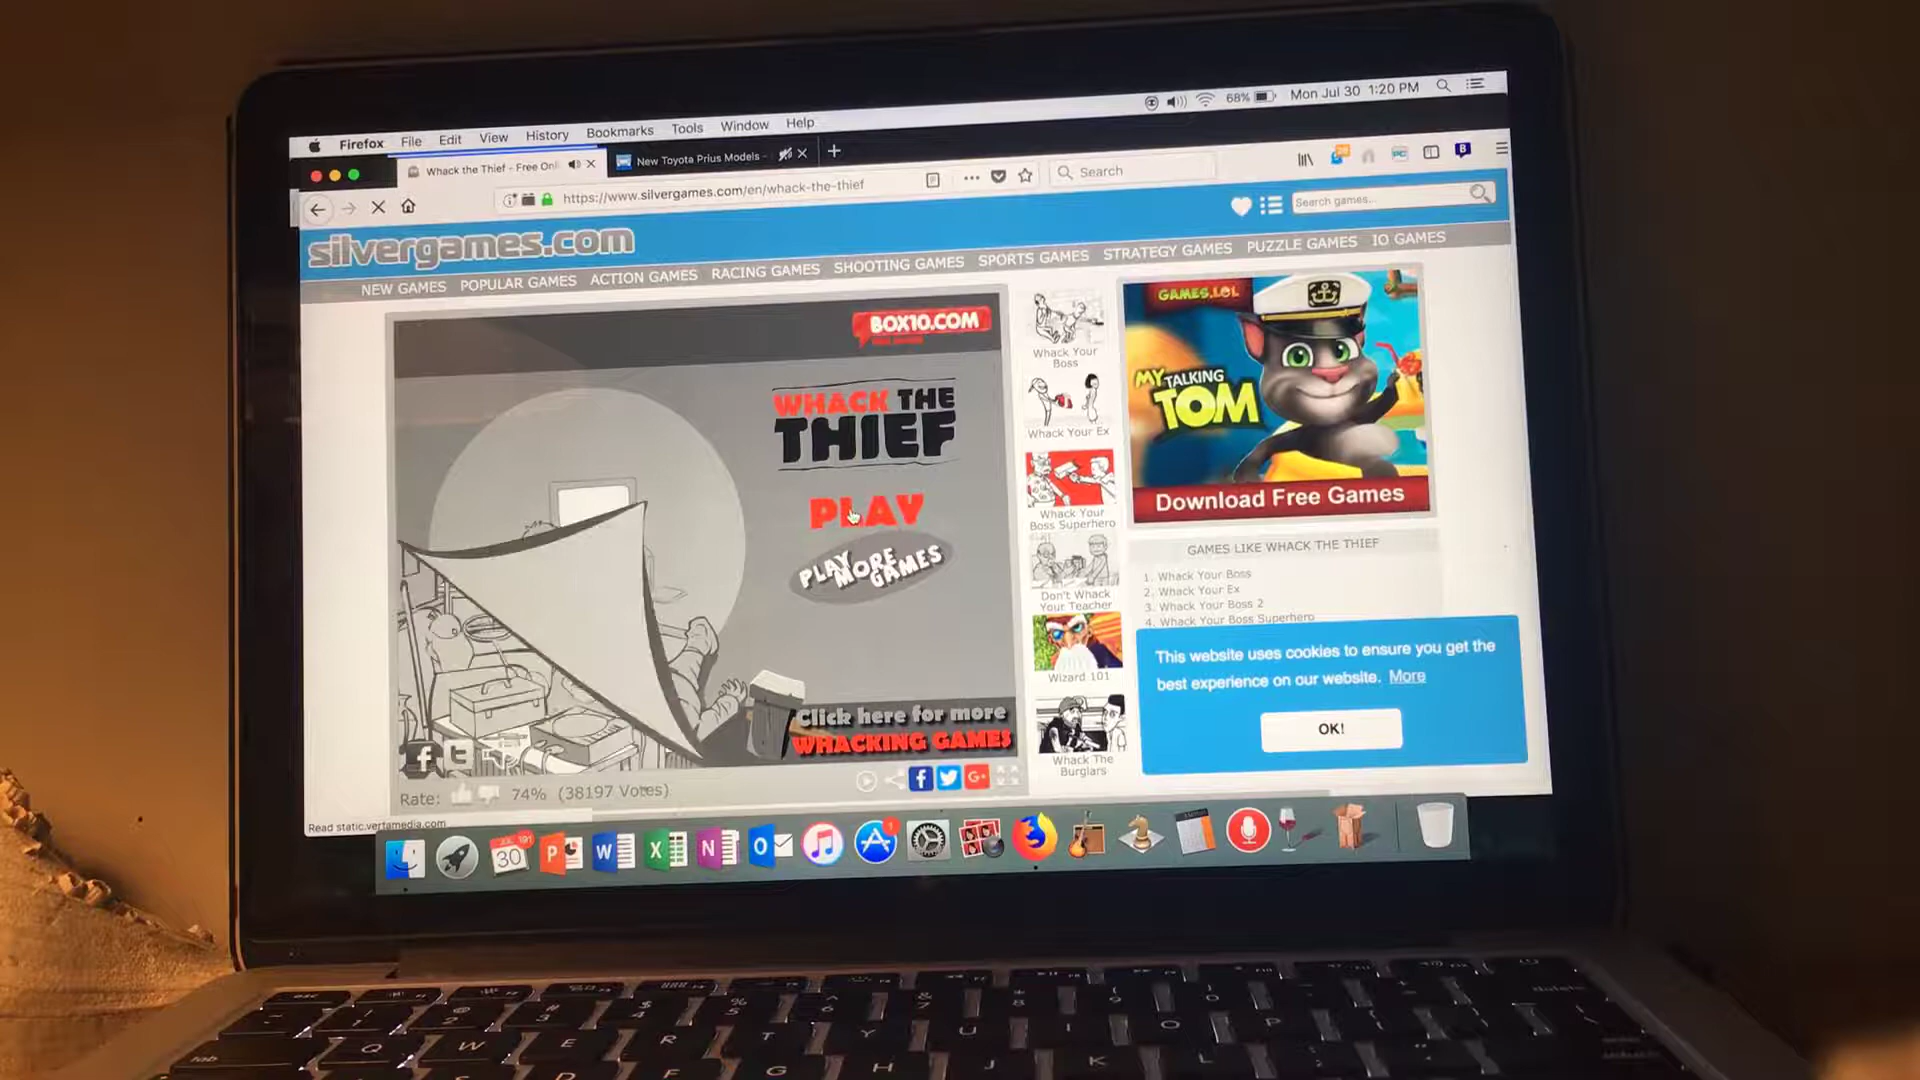 Firefox File Edit View History Bookmarks Tools Window Help
68% Mon Jul 30 1:20 PM
Whack the Thief - Free Onl
New Toyota Prius Models -
https://www.silvergames.com/en/whack-the-thief
Search
Search games...
silvergames.com
NEW GAMES POPULAR GAMES ACTION GAMES RACING GAMES SHOOTING GAMES SPORTS GAMES STRATEGY GAMES PUZZLE GAMES IO GAMES
BOX10.COM
WHACK THE
THIEF
PLAY
PLAY MORE GAMES
Click here for more
WHACKING GAMES
Rate: 74% (38197 Votes)
Read static.vertamedia.com
Whack Your
Boss
Whack Your Ex
Whack Your
Boss Superhero
Don't Whack
Your Teacher
Wizard 101
Whack The
Burglars
GAMES.LOL
MY TALKING
TOM
Download Free Games
GAMES LIKE WHACK THE THIEF
1. Whack Your Boss
2. Whack Your Ex
3. Whack Your Boss 2
4. Whack Your Boss Superhero
This website uses cookies to ensure you get the
best experience on our website. More
OK!
JUL 191
30
P W X N O
1
esc
tab
Q W E R T Y U I O P
D F G H J K L
delete